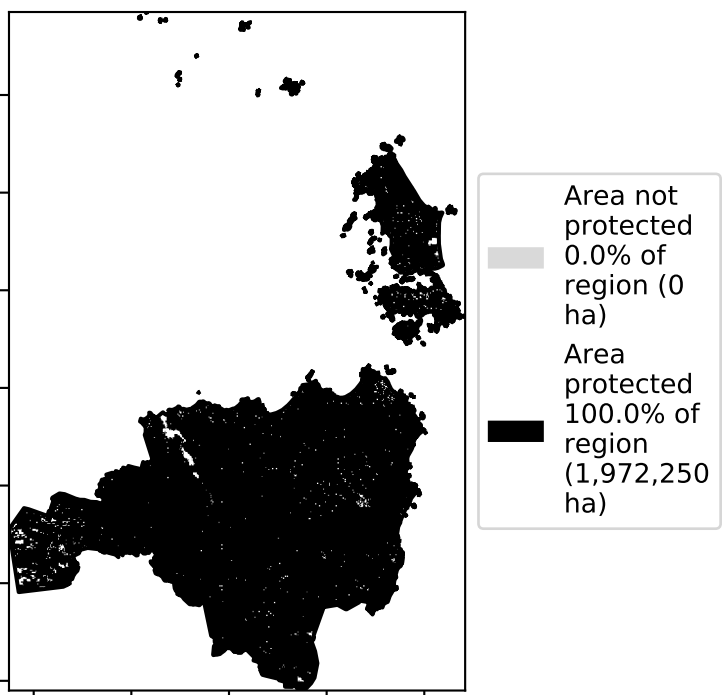 Area not
protected
0.0% of
region (0
ha)
Area
protected
100.0% of
region
(1,972,250
ha)